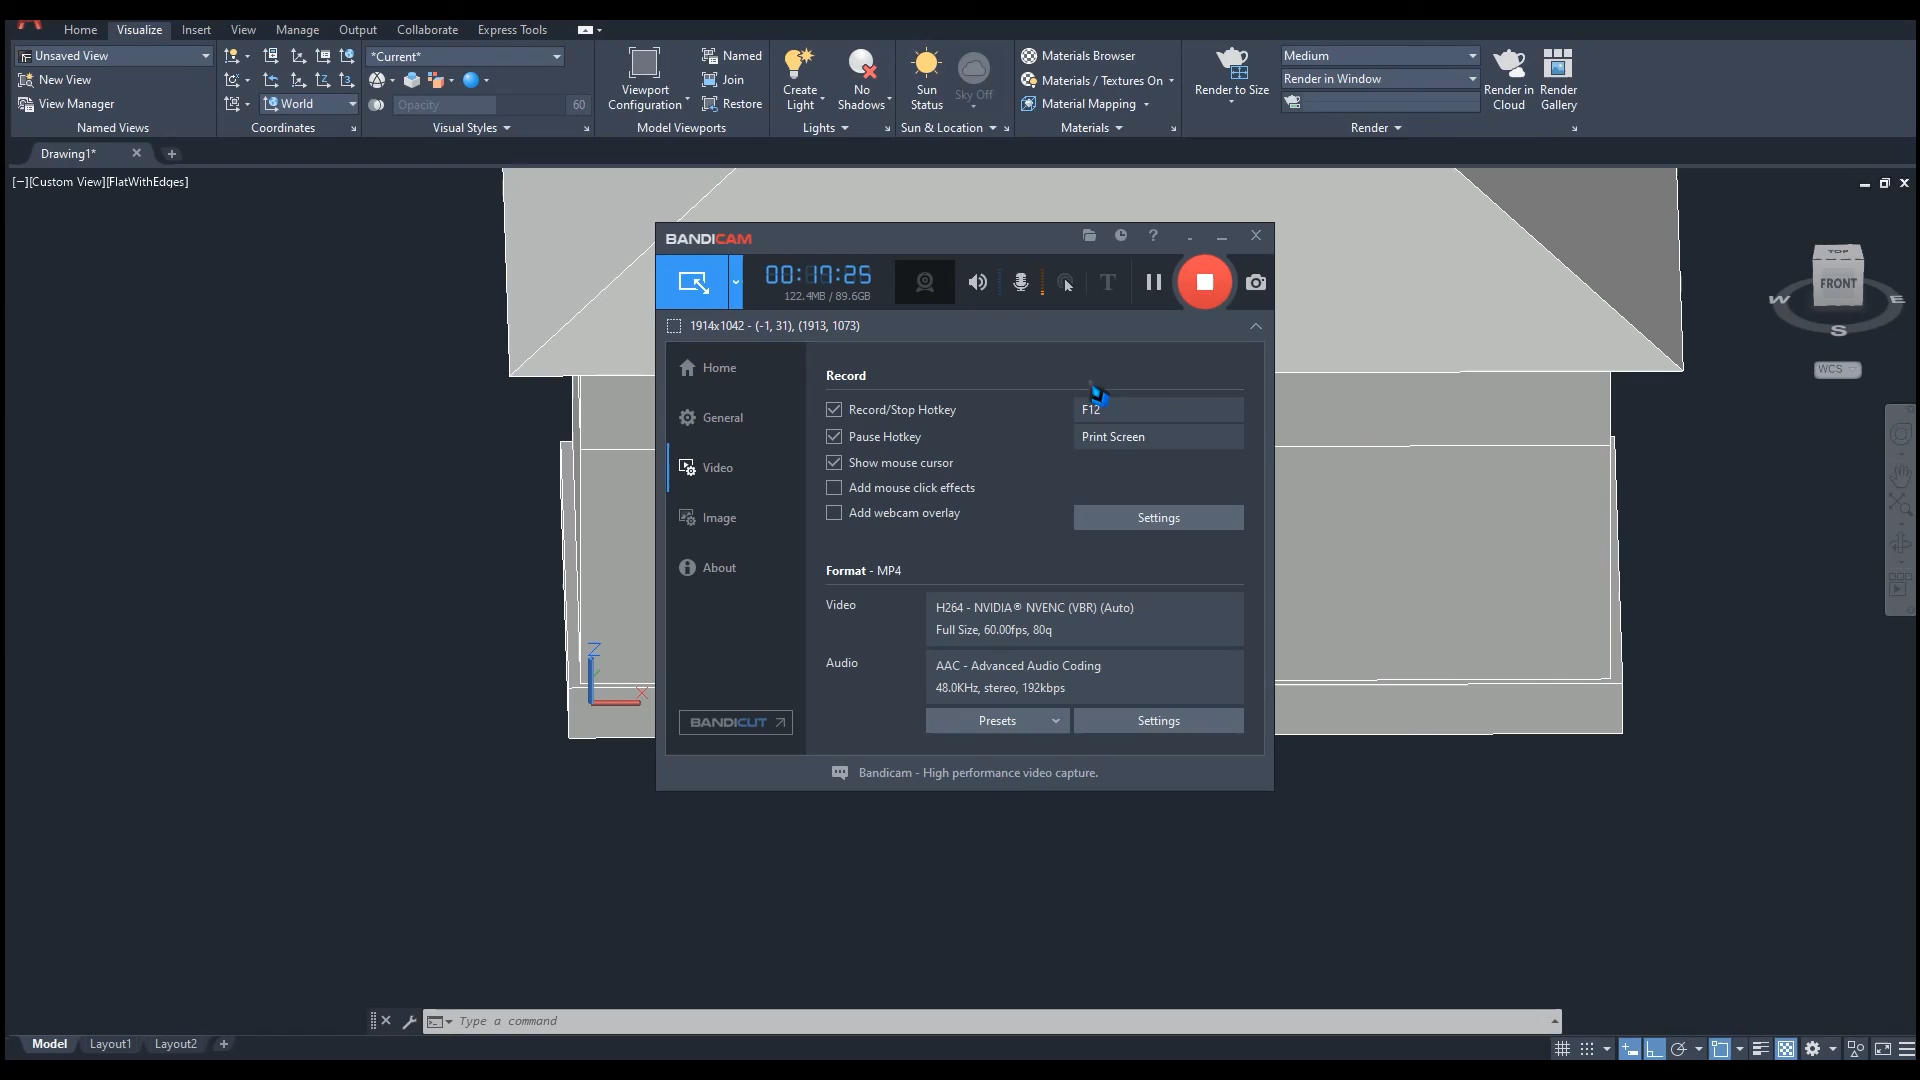 Home Visualize Insert View Manage Output Collaborate Express Tools
Unsaved View
New View
View Manager
Named Views
World
Coordinates
*Current*
Opacity 60
Visual Styles
Viewport
Configuration
Named
Join
Restore
Model Viewports
Create
Light
No
Shadows
Lights
Sun
Status
Sky Off
Sun & Location
Materials Browser
Materials / Textures On
Material Mapping
Materials
Render to Size
Medium
Render in Window
Render in
Cloud
Render
Gallery
Render
Drawing1*
[−][Custom View][FlatWithEdges]
TOP
FRONT
W
E
S
WCS
BANDICAM
00:17:25
122.4MB / 89.6GB
1914x1042 - (-1, 31), (1913, 1073)
Home
General
Video
Image
About
BANDICUT
Record
Record/Stop Hotkey F12
Pause Hotkey Print Screen
Show mouse cursor
Add mouse click effects
Add webcam overlay
Settings
Format - MP4
Video
H264 - NVIDIA® NVENC (VBR) (Auto)
Full Size, 60.00fps, 80q
Audio
AAC - Advanced Audio Coding
48.0KHz, stereo, 192kbps
Presets Settings
Bandicam - High performance video capture.
Z
X
Type a command
Model Layout1 Layout2